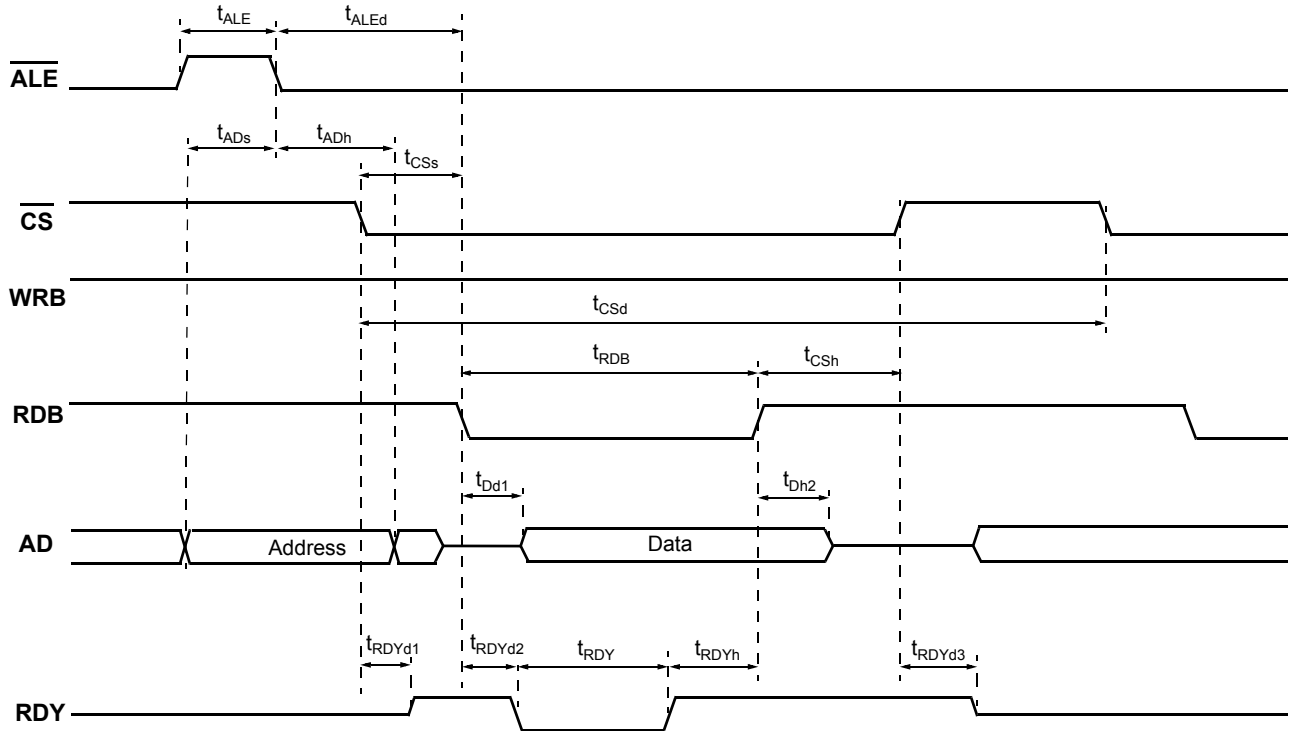 tALE tALEd
ALE
tADs tADh
tCSs
CS
WRB
tCSd
tRDB tCSh
RDB
tDd1 tDh2
AD Address Data
tRDYd1 tRDYd2 tRDY tRDYh tRDYd3
RDY